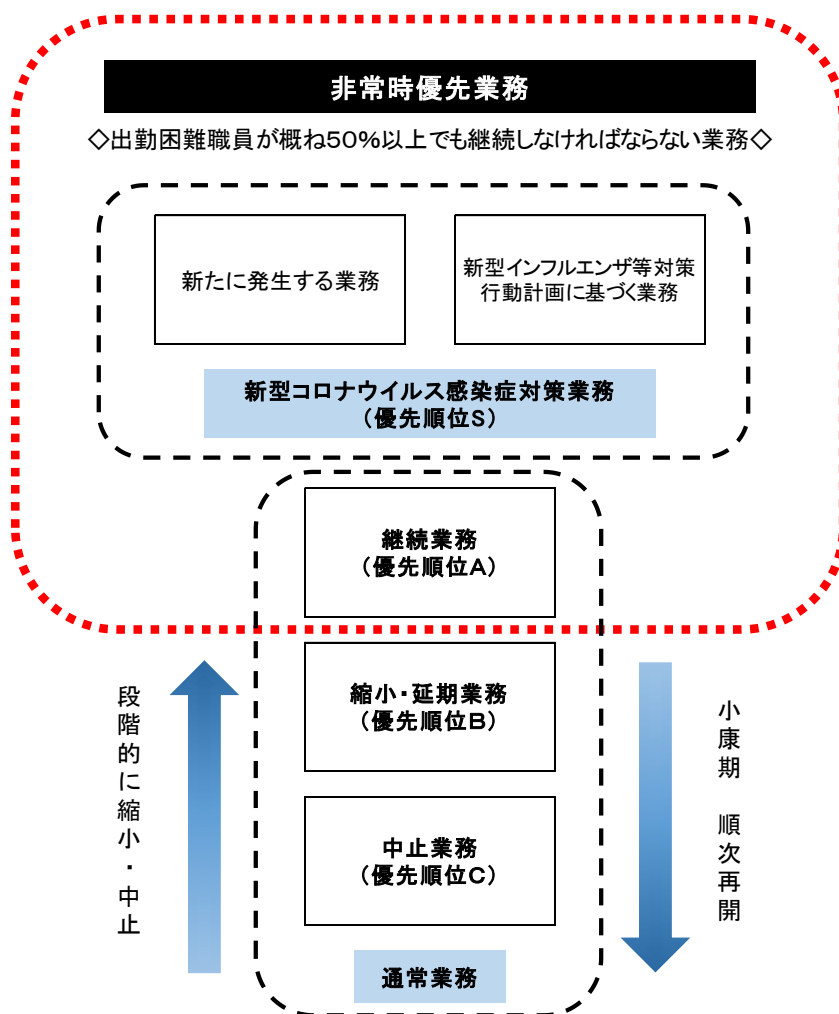 非常時優先業務
◇出勤困難職員が概ね50%以上でも継続しなければならない業務◇
新たに発生する業務
新型インフルエンザ等対策
行動計画に基づく業務
新型コロナウイルス感染症対策業務
（優先順位S）
継続業務
（優先順位A）
縮小・延期業務
（優先順位B）
中止業務
（優先順位C）
通常業務
段階的に縮小・中止
小康期　順次再開